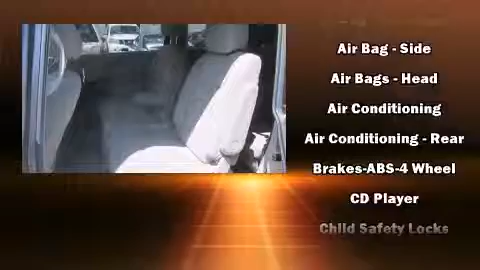 Air Bag - Side
Air Bags - Head
Air Conditioning
Air Conditioning - Rear
Brakes-ABS-4 Wheel
CD Player
Child Safety Locks